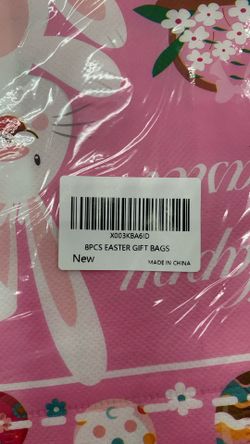 X003KBA6ID
8PCS EASTER GIFT BAGS
New
MADE IN CHINA